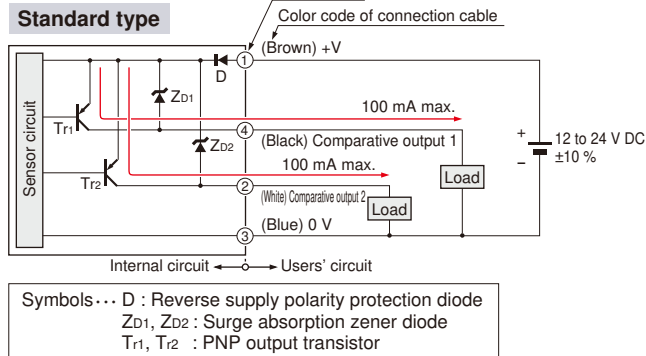 Standard type
Color code of connection cable
1 (Brown) +V
D
ZD1
100 mA max.
Tr1
4 (Black) Comparative output 1
ZD2
100 mA max.
Tr2
2 (White) Comparative output 2
Load
Load
+
−
12 to 24 V DC
±10 %
Sensor circuit
3 (Blue) 0 V
Internal circuit
Users' circuit
Symbols ··· D : Reverse supply polarity protection diode
ZD1, ZD2 : Surge absorption zener diode
Tr1, Tr2 : PNP output transistor